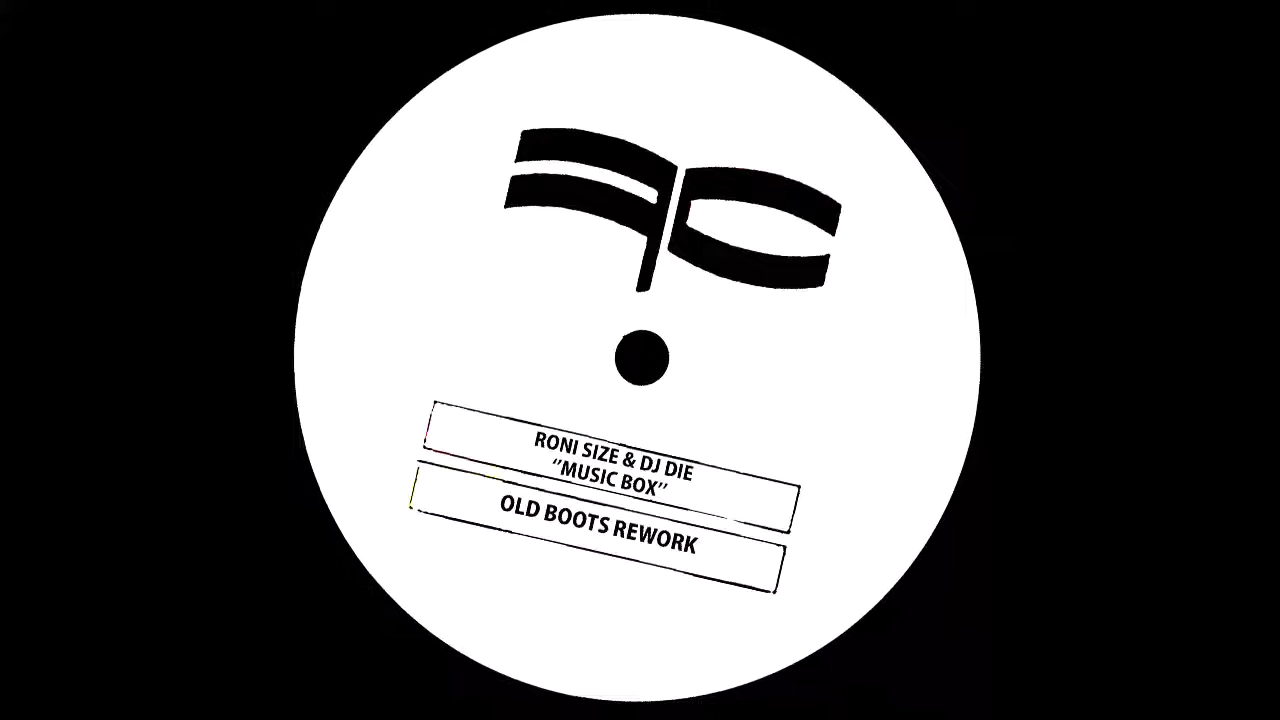 RONI SIZE & DJ DIE
“MUSIC BOX”
OLD BOOTS REWORK